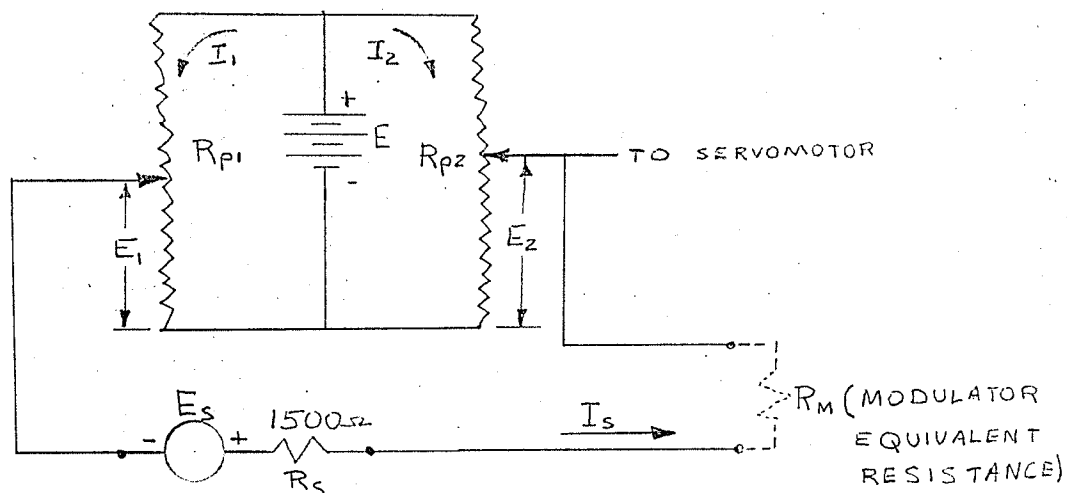 I₁
I₂
+
E
-
Rp1
Rp2
TO SERVOMOTOR
E₁
E₂
Es
1500Ω
- +
Rs
Is
RM (MODULATOR
EQUIVALENT
RESISTANCE)